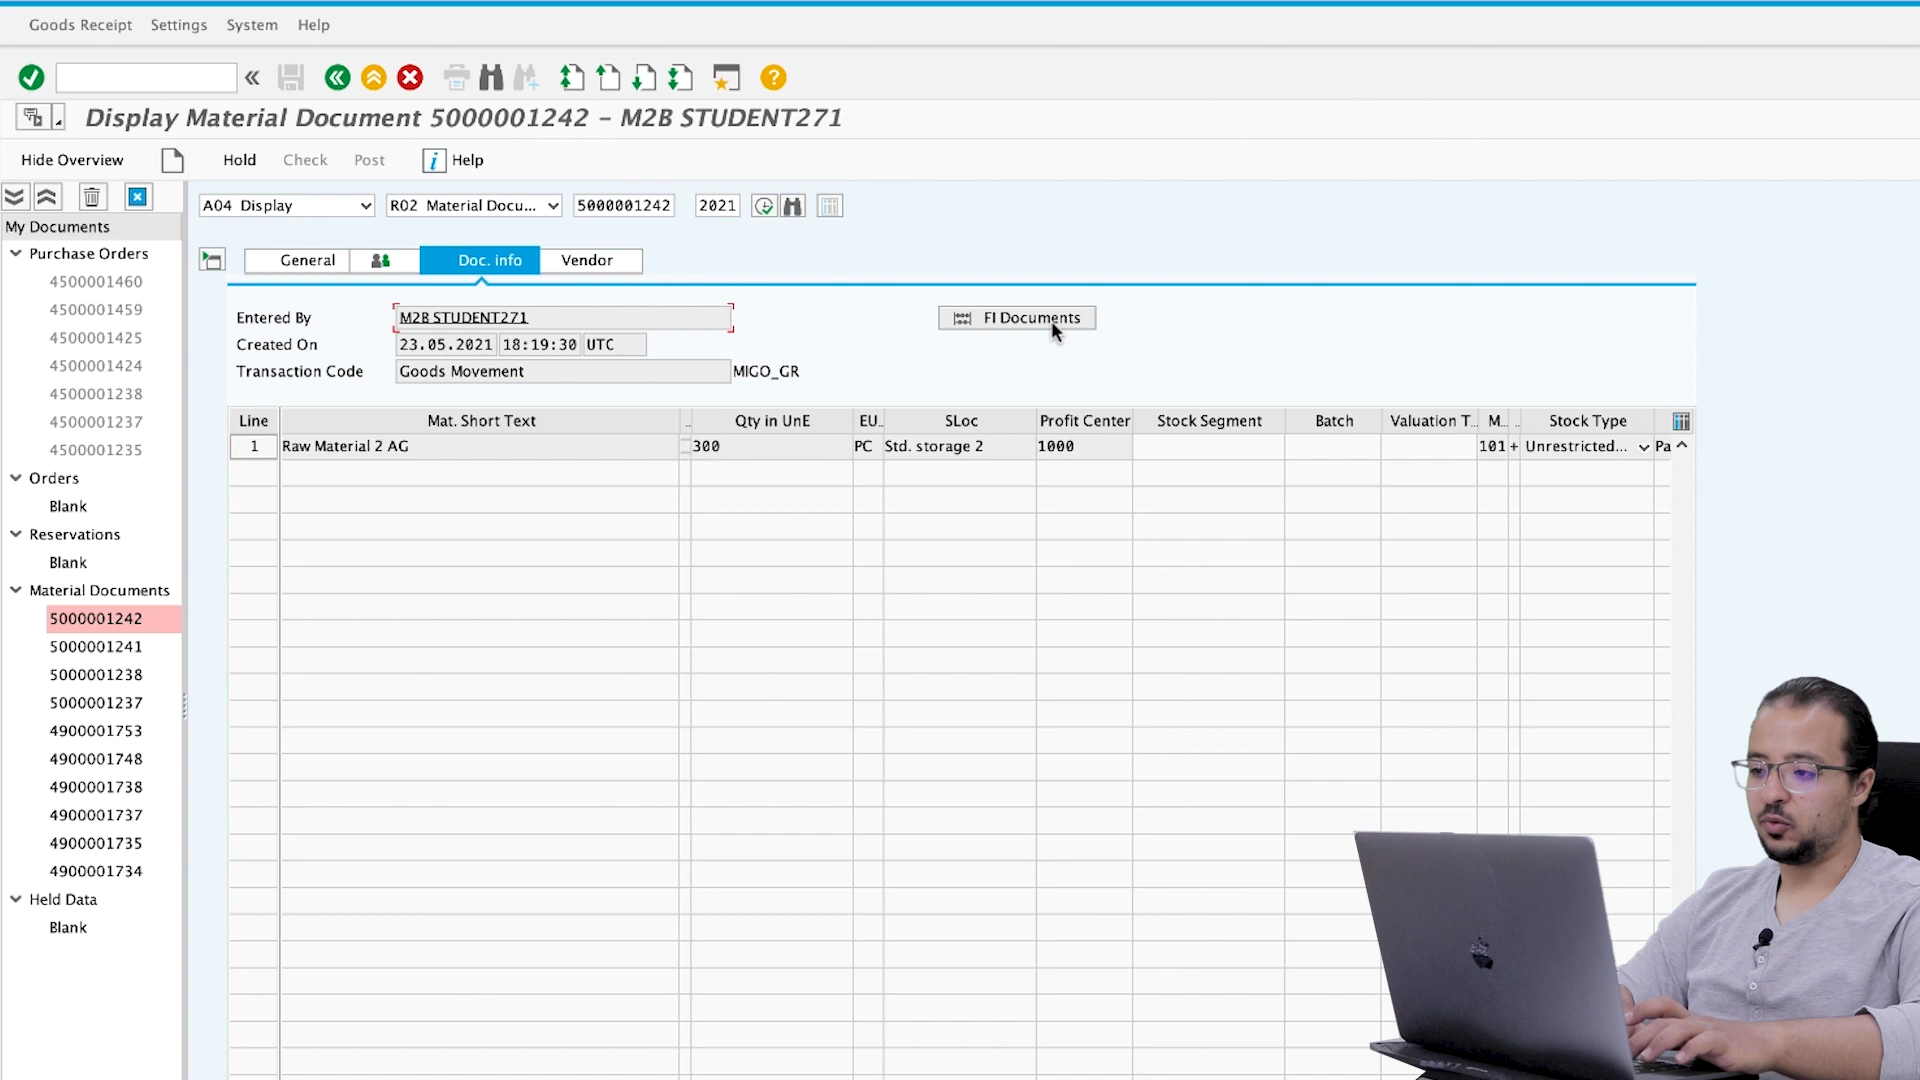 Goods Receipt Settings System Help
Display Material Document 5000001242 – M2B STUDENT271
Hide Overview Hold Check Post Help
A04 Display R02 Material Docu... 5000001242 2021
My Documents
Purchase Orders
4500001460
4500001459
4500001425
4500001424
4500001238
4500001237
4500001235
Orders
Blank
Reservations
Blank
Material Documents
5000001242
5000001241
5000001238
5000001237
4900001753
4900001748
4900001738
4900001737
4900001735
4900001734
Held Data
Blank
General Doc. info Vendor
Entered By M2B STUDENT271 FI Documents
Created On 23.05.2021 18:19:30 UTC
Transaction Code Goods Movement MIGO_GR
Line Mat. Short Text .. Qty in UnE EU.. SLoc Profit Center Stock Segment Batch Valuation T... M... .. Stock Type
1 Raw Material 2 AG 300 PC Std. storage 2 1000 101 + Unrestricted... Pa